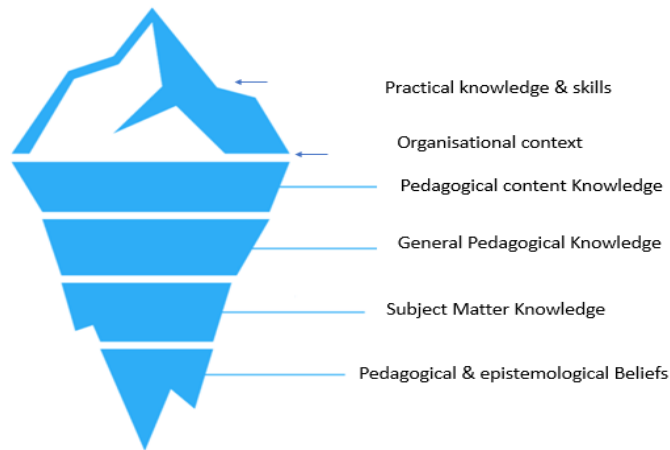 Practical knowledge & skills
Organisational context
Pedagogical content Knowledge
General Pedagogical Knowledge
Subject Matter Knowledge
Pedagogical & epistemological Beliefs